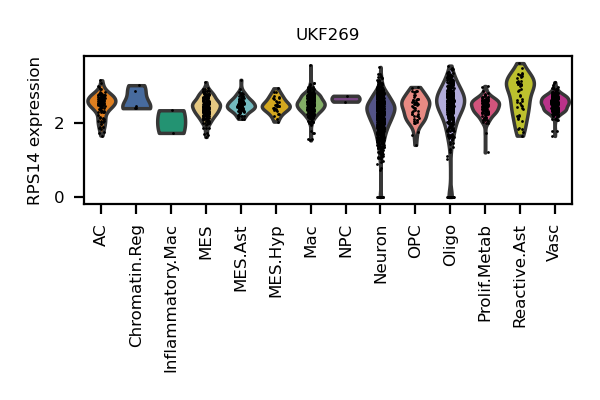 UKF269
RPS14 expression
2
0
AC
Chromatin.Reg
Inflammatory.Mac
MES
MES.Ast
MES.Hyp
Mac
NPC
Neuron
OPC
Oligo
Prolif.Metab
Reactive.Ast
Vasc